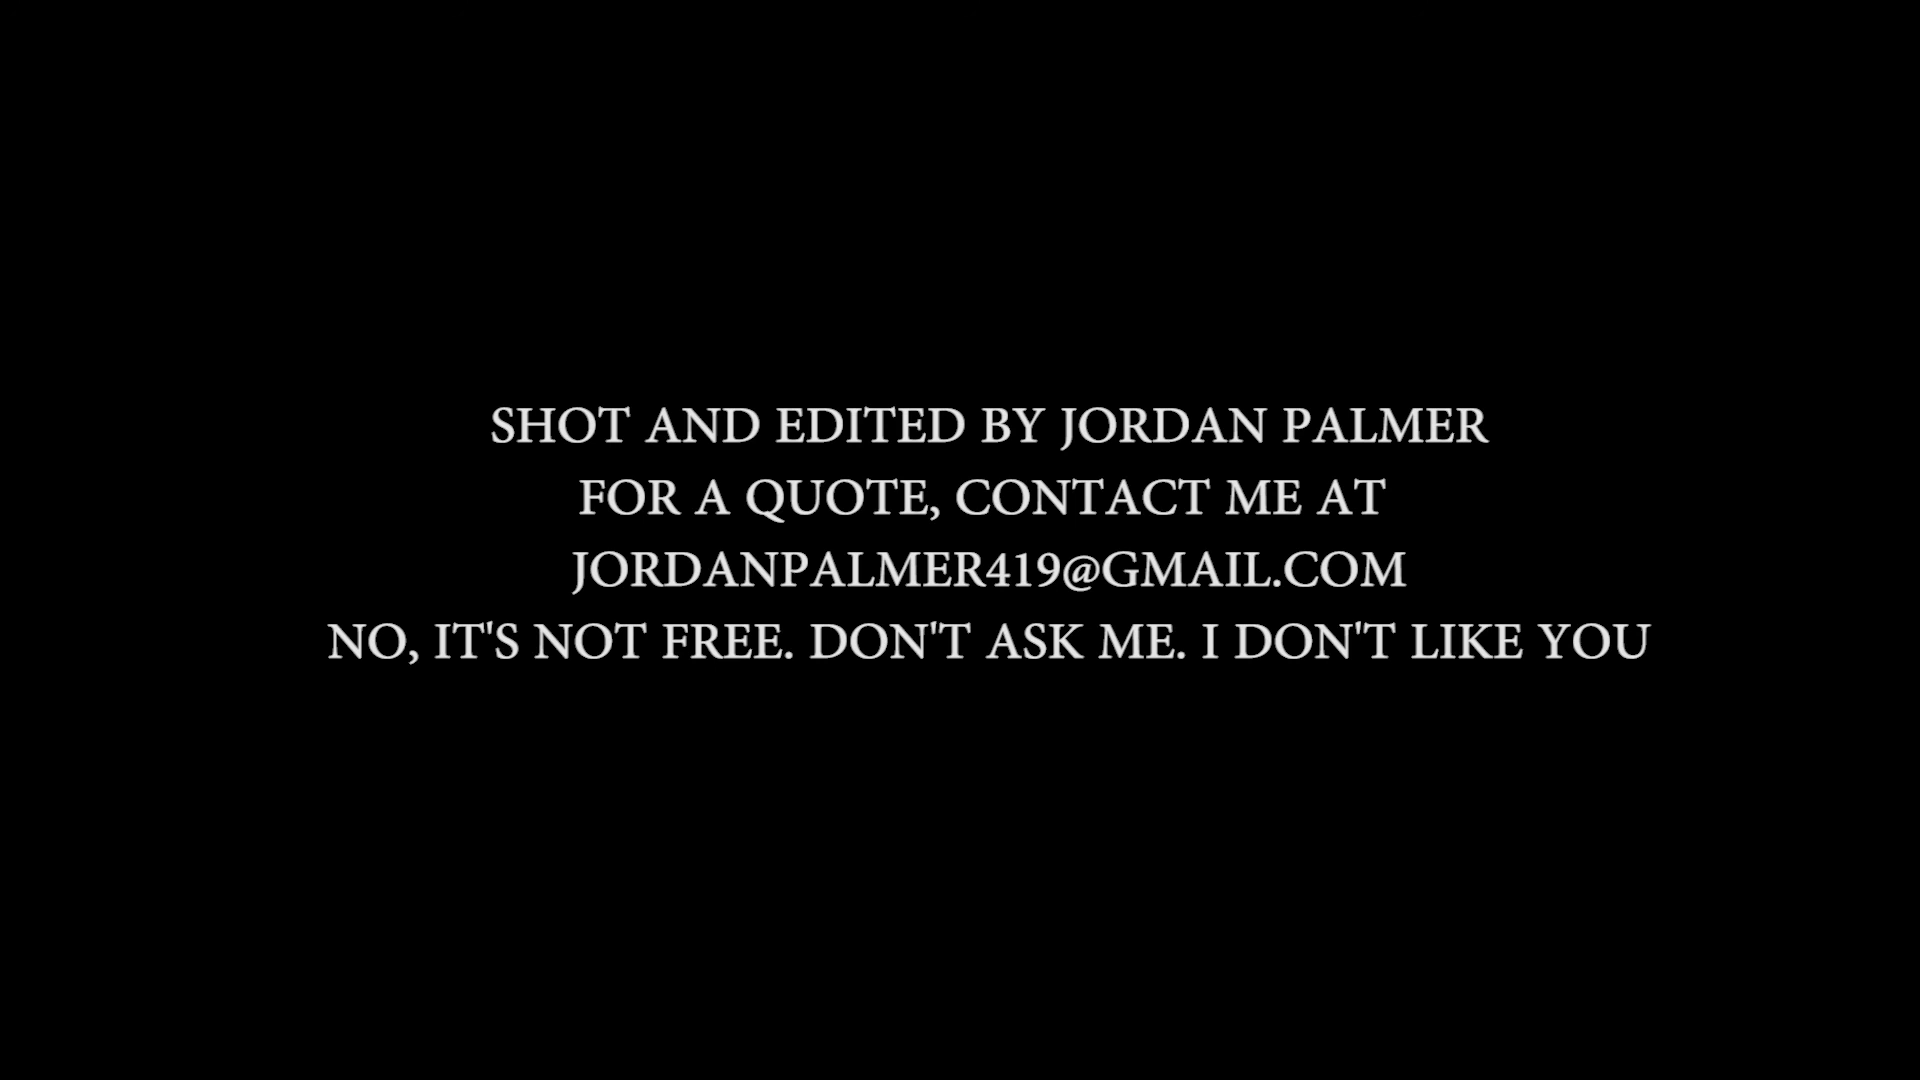 SHOT AND EDITED BY JORDAN PALMER
FOR A QUOTE, CONTACT ME AT
JORDANPALMER419@GMAIL.COM
NO, IT'S NOT FREE. DON'T ASK ME. I DON'T LIKE YOU